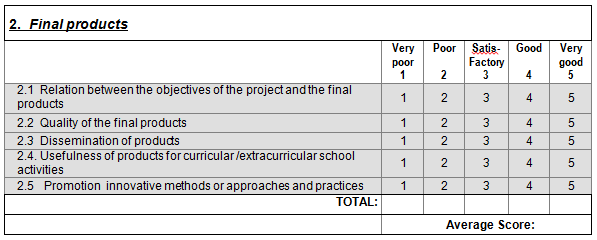 2. Final products
Very poor 1 Poor 2 Satis-Factory 3 Good 4 Very good 5
2.1 Relation between the objectives of the project and the final
products 1 2 3 4 5
2.2 Quality of the final products 1 2 3 4 5
2.3 Dissemination of products 1 2 3 4 5
2.4. Usefulness of products for curricular /extracurricular school
activities 1 2 3 4 5
2.5 Promotion innovative methods or approaches and practices 1 2 3 4 5
TOTAL:
Average Score: